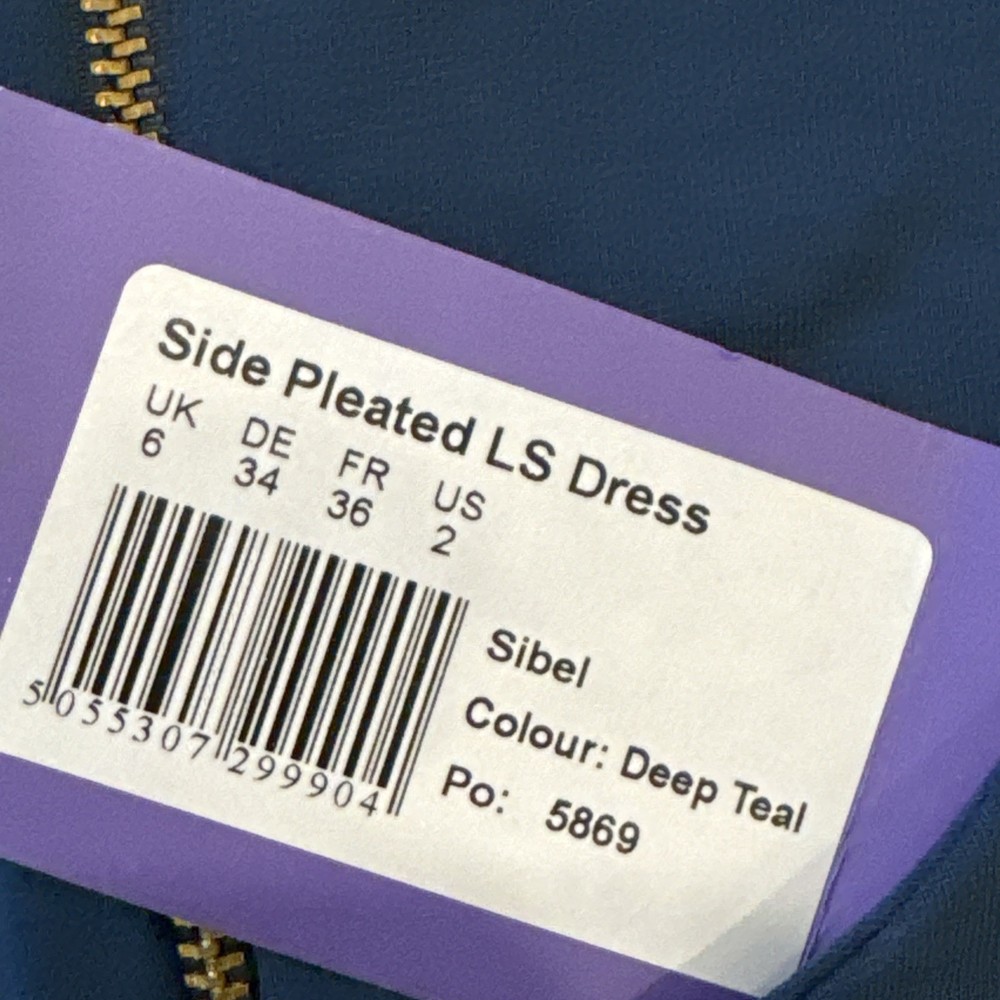 Side Pleated LS Dress
UK DE FR US
6 34 36 2
Sibel
Colour: Deep Teal
Po: 5869
5055307299904